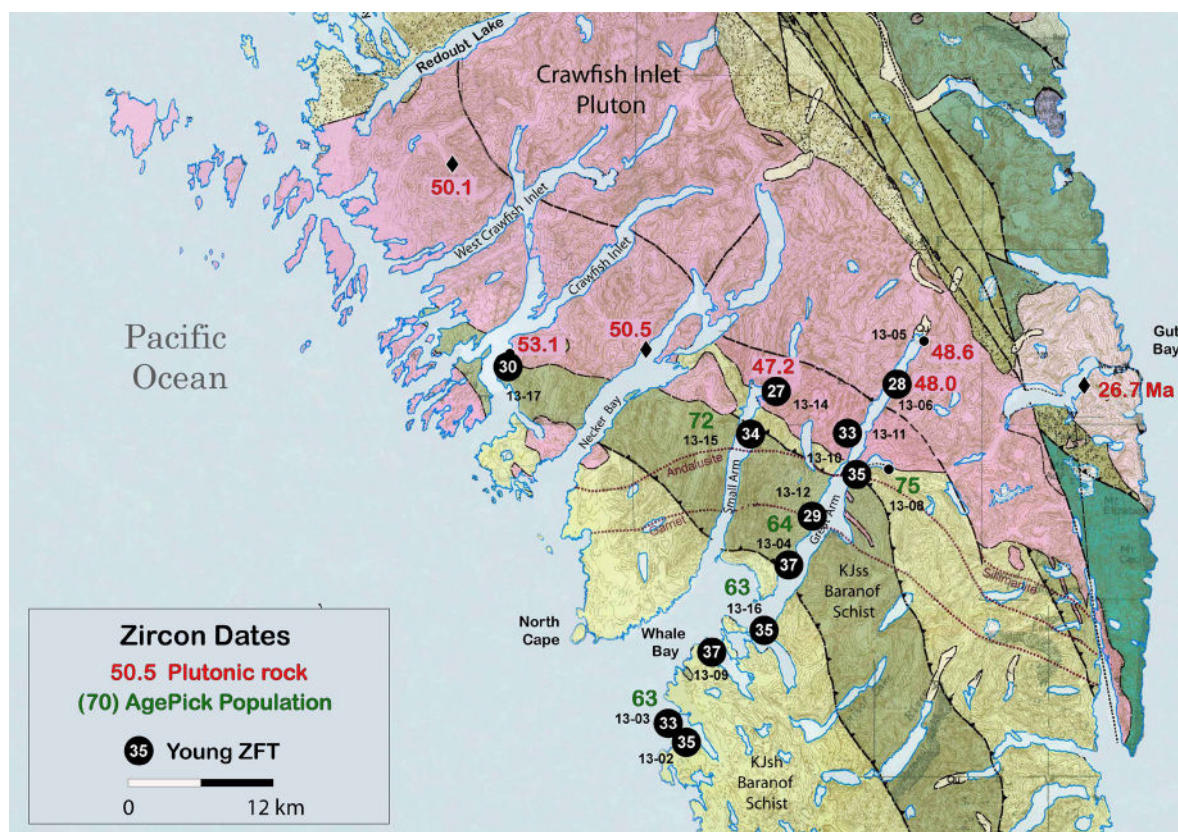 Redoubt Lake
Crawfish Inlet
Pluton
50.1
West Crawfish Inlet
Crawfish Inlet
Pacific
Ocean
Gut
Bay
13-05
50.5
53.1
48.6
30
47.2
28
48.0
26.7 Ma
27
13-17
Necker Bay
13-14
13-06
72
13-15
34
33
13-11
13-10
Andalusite
35
75
13-08
Small Arm
13-12
29
Garnet
64
Great Arm
13-04
37
KJss
Baranof
Schist
Sillimanite
63
13-16
35
North
Cape
Whale
Bay
37
13-09
63
13-03
33
35
13-02
KJsh
Baranof
Schist
Zircon Dates
50.5 Plutonic rock
(70) AgePick Population
35 Young ZFT
0 12 km